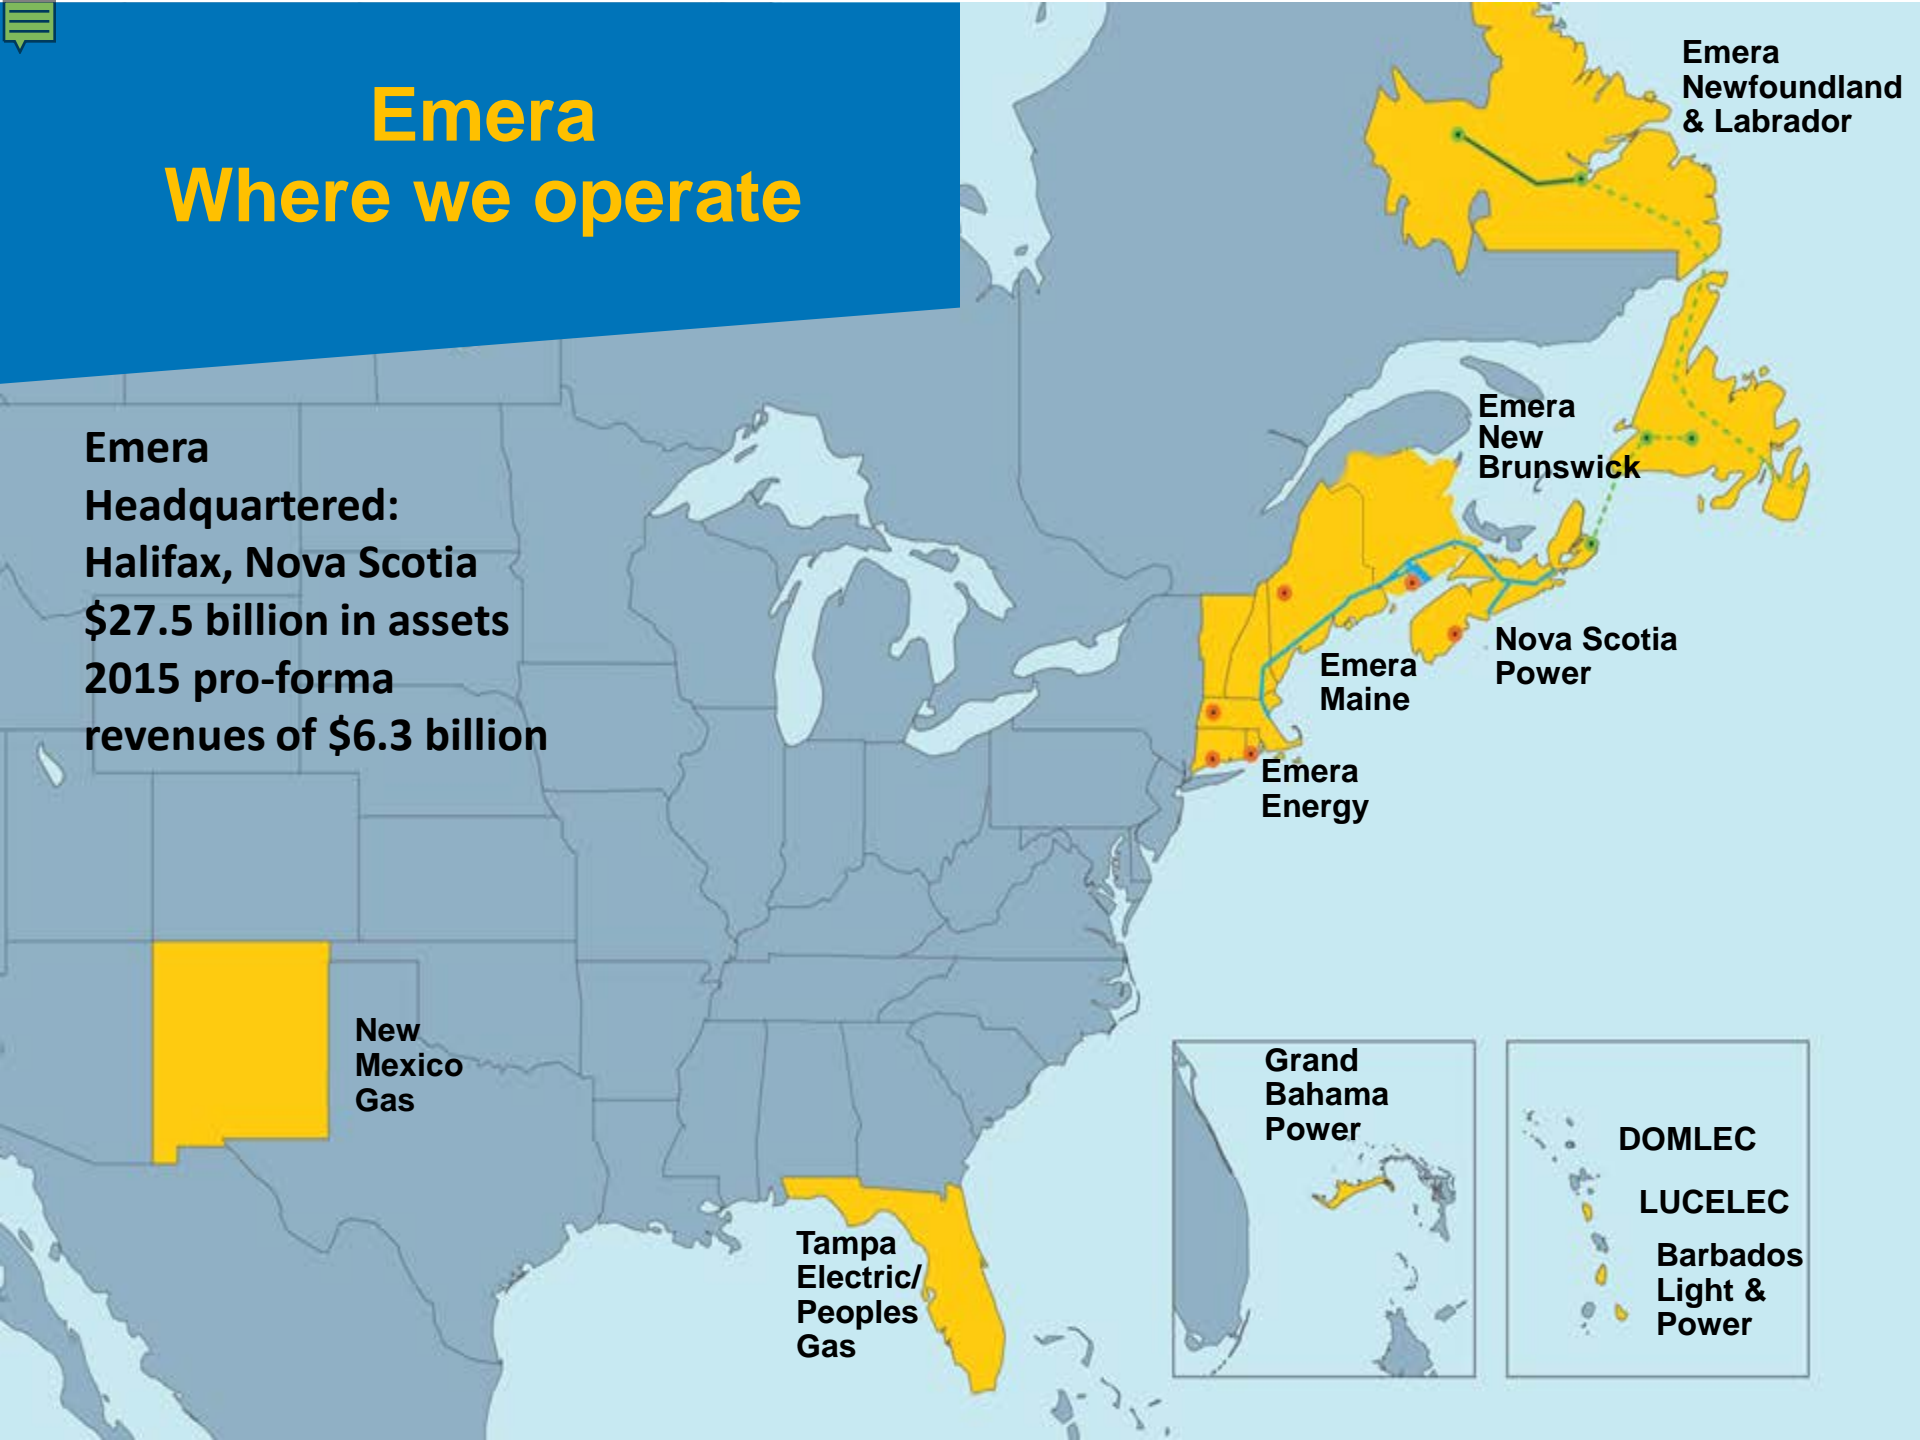 Emera
Where we operate
Emera
Newfoundland
& Labrador
Emera
New
Brunswick
Emera
Headquartered:
Halifax, Nova Scotia
$27.5 billion in assets
2015 pro-forma
revenues of $6.3 billion
Nova Scotia
Power
Emera
Maine
Emera
Energy
New
Mexico
Gas
Grand
Bahama
Power
DOMLEC
LUCELEC
Barbados
Light &
Power
Tampa
Electric/
Peoples
Gas